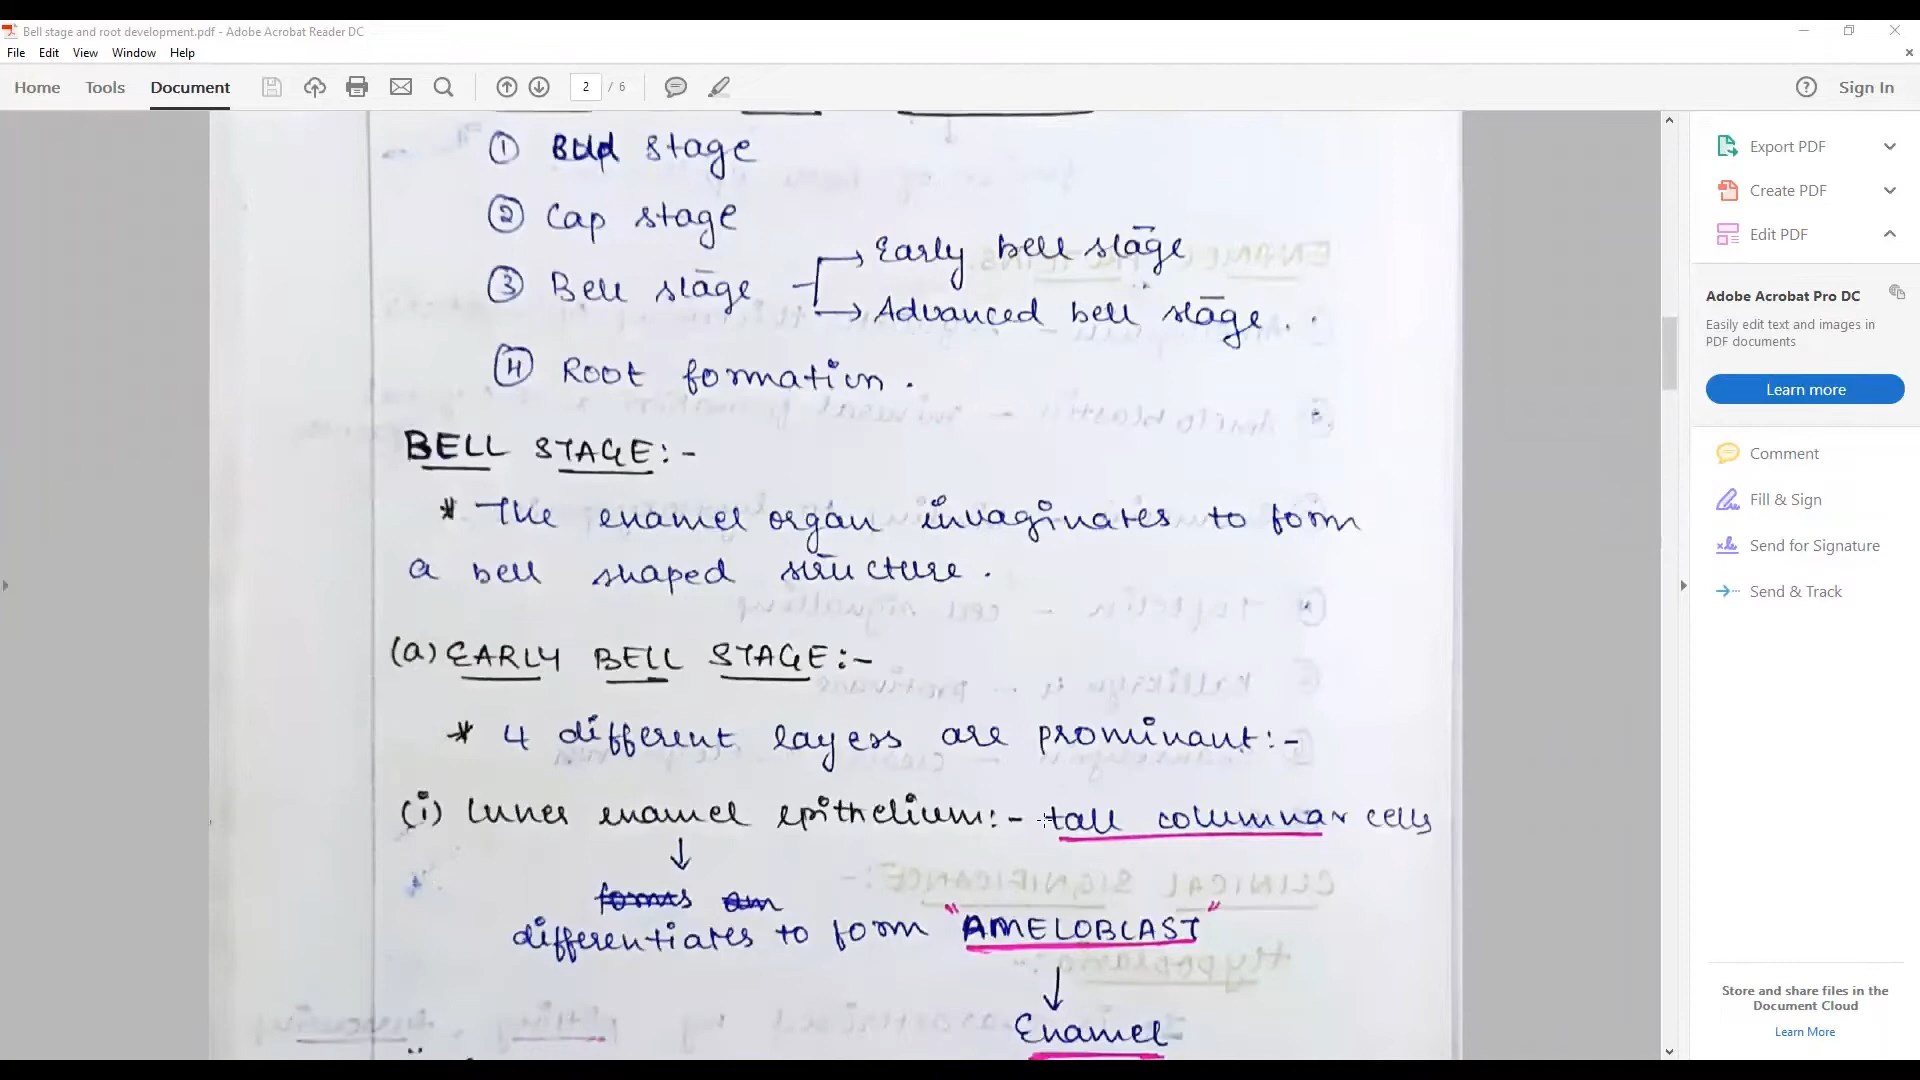 Bell stage and root development.pdf - Adobe Acrobat Reader DC
File Edit View Window Help
Home Tools Document 2 / 6 Sign In
① Bud stage
② Cap stage
③ Bell stage → Early bell stage
→ Advanced bell stage.
④ Root formation.
BELL STAGE:-
* The enamel organ invaginates to form
a bell shaped structure.
(a) EARLY BELL STAGE:-
* 4 different layers are prominant:-
(i) Inner enamel epithelium:- tall columnar cells
↓
forms am
differentiates to form "AMELOBLAST"
↓
Enamel
Export PDF
Create PDF
Edit PDF
Adobe Acrobat Pro DC
Easily edit text and images in
PDF documents
Learn more
Comment
Fill & Sign
Send for Signature
Send & Track
Store and share files in the
Document Cloud
Learn More